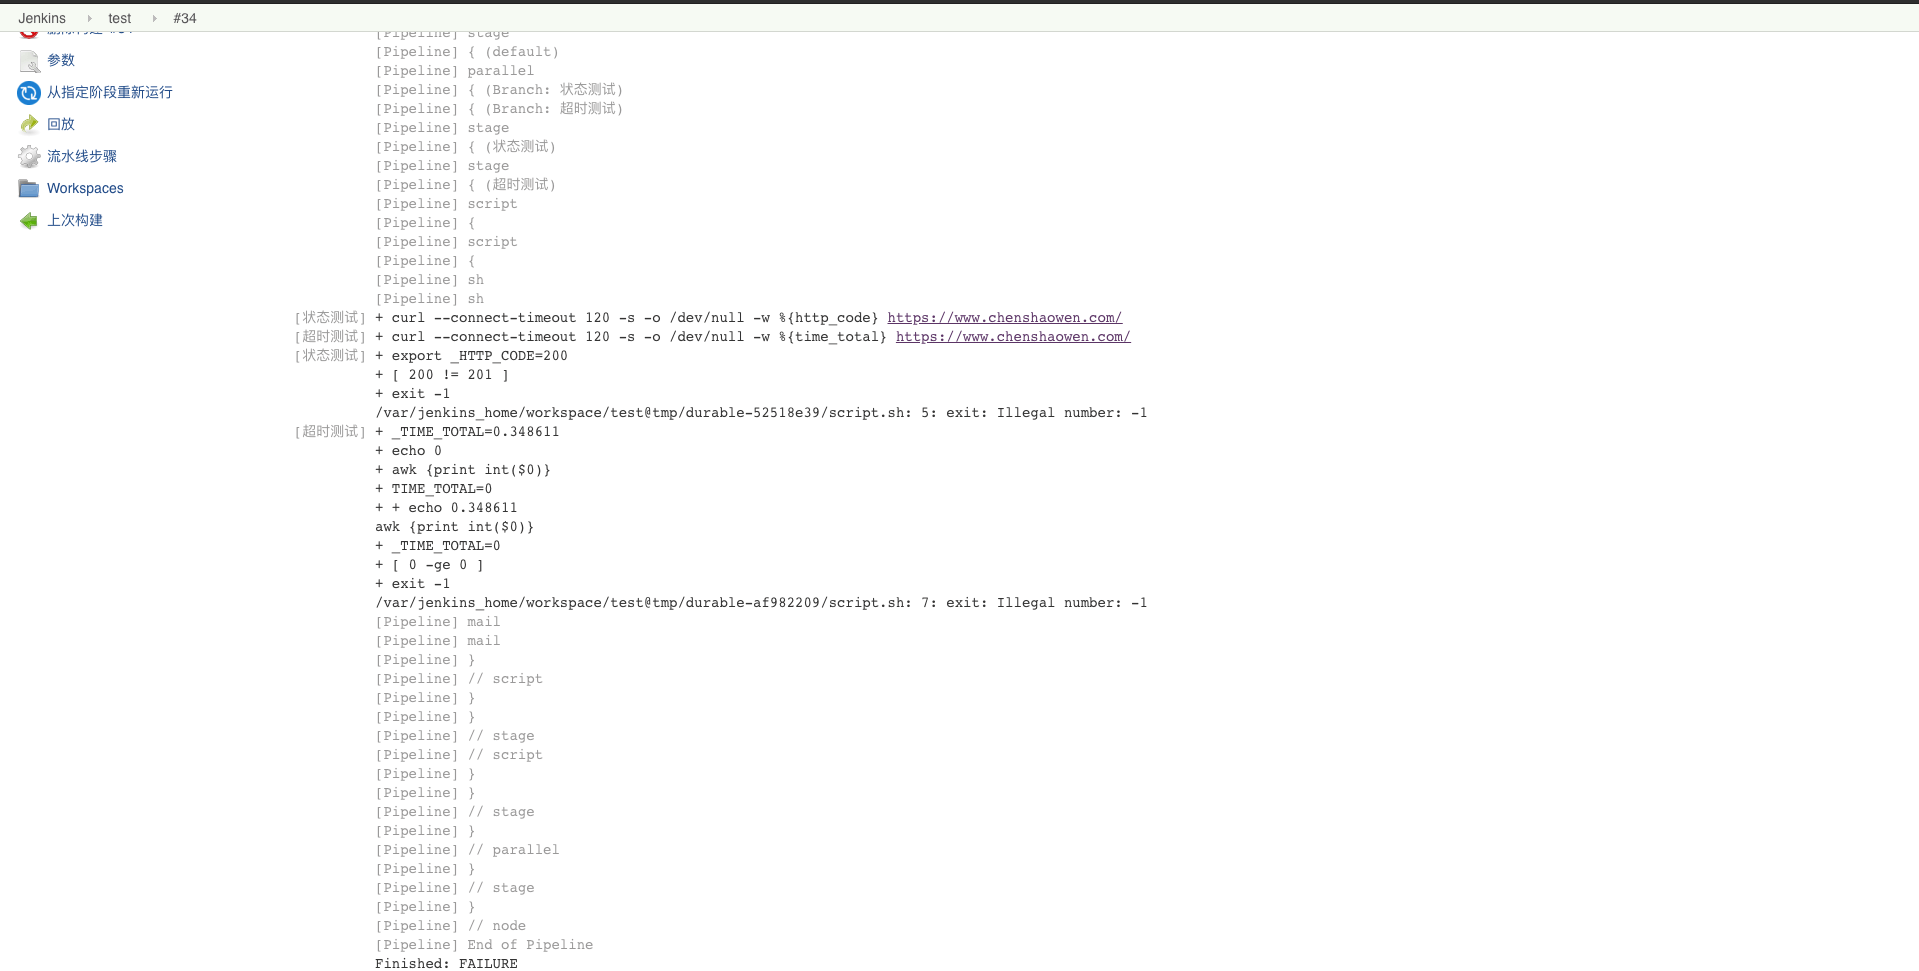 Jenkins test #34
参数
从指定阶段重新运行
回放
流水线步骤
Workspaces
上次构建
[Pipeline] stage
[Pipeline] { (default)
[Pipeline] parallel
[Pipeline] { (Branch: 状态测试)
[Pipeline] { (Branch: 超时测试)
[Pipeline] stage
[Pipeline] { (状态测试)
[Pipeline] stage
[Pipeline] { (超时测试)
[Pipeline] script
[Pipeline] {
[Pipeline] script
[Pipeline] {
[Pipeline] sh
[Pipeline] sh
[状态测试] + curl --connect-timeout 120 -s -o /dev/null -w %{http_code} https://www.chenshaowen.com/
[超时测试] + curl --connect-timeout 120 -s -o /dev/null -w %{time_total} https://www.chenshaowen.com/
[状态测试] + export _HTTP_CODE=200
+ [ 200 != 201 ]
+ exit -1
/var/jenkins_home/workspace/test@tmp/durable-52518e39/script.sh: 5: exit: Illegal number: -1
[超时测试] + _TIME_TOTAL=0.348611
+ echo 0
+ awk {print int($0)}
+ TIME_TOTAL=0
+ + echo 0.348611
awk {print int($0)}
+ _TIME_TOTAL=0
+ [ 0 -ge 0 ]
+ exit -1
/var/jenkins_home/workspace/test@tmp/durable-af982209/script.sh: 7: exit: Illegal number: -1
[Pipeline] mail
[Pipeline] mail
[Pipeline] }
[Pipeline] // script
[Pipeline] }
[Pipeline] }
[Pipeline] // stage
[Pipeline] // script
[Pipeline] }
[Pipeline] }
[Pipeline] // stage
[Pipeline] }
[Pipeline] // parallel
[Pipeline] }
[Pipeline] // stage
[Pipeline] }
[Pipeline] // node
[Pipeline] End of Pipeline
Finished: FAILURE